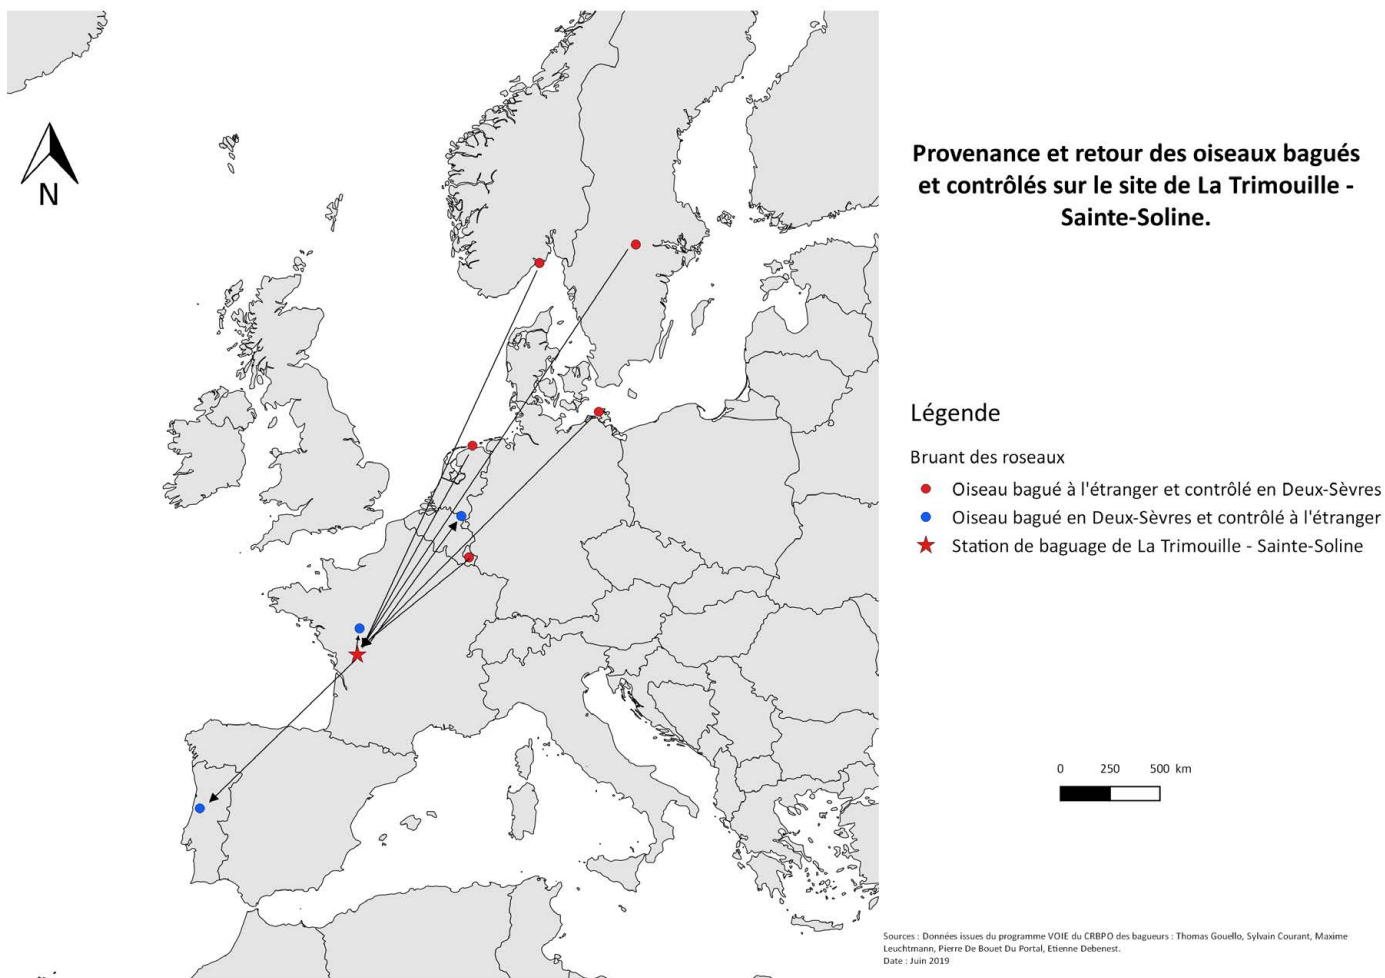 N
Provenance et retour des oiseaux bagués
et contrôlés sur le site de La Trimouille -
Sainte-Soline.
Légende
Bruant des roseaux
Oiseau bagué à l'étranger et contrôlé en Deux-Sèvres
Oiseau bagué en Deux-Sèvres et contrôlé à l'étranger
Station de baguage de La Trimouille - Sainte-Soline
0 250 500 km
Sources : Données issues du programme VOIE du CRBPO des bagueurs : Thomas Gouello, Sylvain Courant, Maxime
Leuchtmann, Pierre De Bouet Du Portal, Etienne Debenest.
Date : Juin 2019